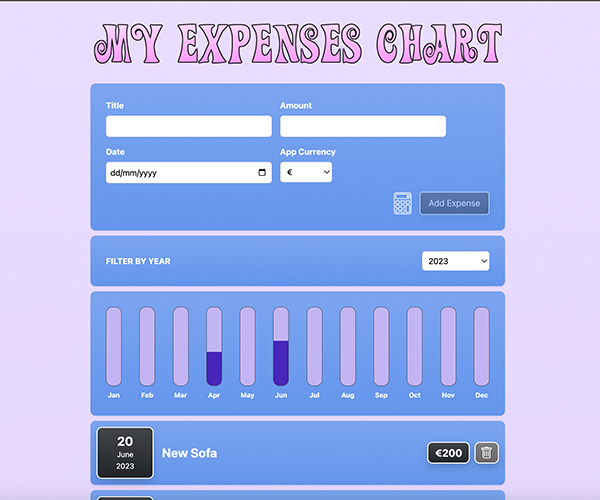 MY EXPENSES CHART
Title Amount
Date App Currency
dd/mm/yyyy €
Add Expense
FILTER BY YEAR 2023
Jan Feb Mar Apr May Jun Jul Aug Sep Oct Nov Dec
20
June
2023
New Sofa €200